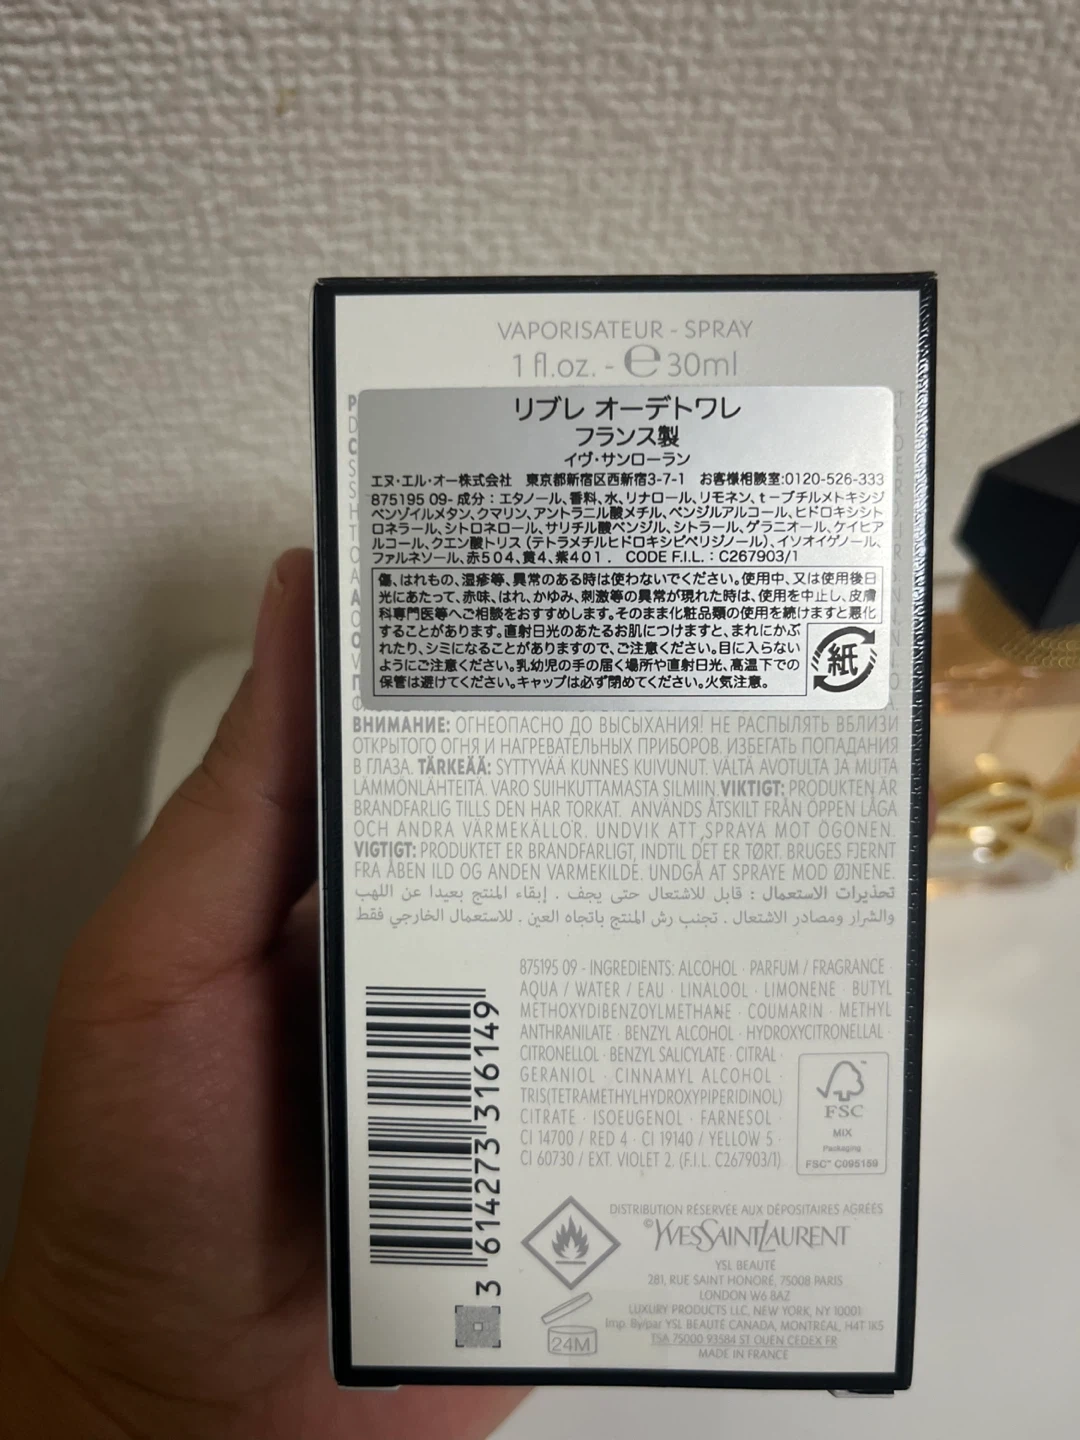 VAPORISATEUR - SPRAY
1 fl.oz. - ℮ 30ml
リブレ オーデトワレ
フランス製
イヴ・サンローラン
エヌ・エル・オー株式会社 東京都新宿区西新宿3-7-1 お客様相談室:0120-526-333
875195 09- 成分：エタノール、香料、水、リナロール、リモネン、t－ブチルメトキシジ
ベンゾイルメタン、クマリン、アントラニル酸メチル、ベンジルアルコール、ヒドロキシシト
ロネラール、シトロネロール、サリチル酸ベンジル、シトラール、ゲラニオール、ケイヒア
ルコール、クエン酸トリス（テトラメチルヒドロキシピペリジノール）、イソオイゲノール、
ファルネソール、赤504、黄4、紫401 CODE F.I.L.：C267903/1
傷、はれもの、湿疹等、異常のある時は使わないでください。使用中、又は使用後日
光にあたって、赤味、はれ、かゆみ、刺激等の異常が現れた時は、使用を中止し、皮膚
科専門医等へご相談をおすすめします。そのまま化粧品類の使用を続けますと悪化
することがあります。直射日光のあたるお肌につけますと、まれにかぶ
れたり、シミになることがありますので、ご注意ください。目に入らない
ようにご注意ください。乳幼児の手の届く場所や直射日光、高温下での
保管は避けてください。キャップは必ず閉めてください。火気注意。
紙
ВНИМАНИЕ: ОГНЕОПАСНО ДО ВЫСЫХАНИЯ! НЕ РАСПЫЛЯТЬ ВБЛИЗИ
ОТКРЫТОГО ОГНЯ И НАГРЕВАТЕЛЬНЫХ ПРИБОРОВ. ИЗБЕГАТЬ ПОПАДАНИЯ
В ГЛАЗА. TÄRKEÄÄ: SYTTYVÄÄ KUNNES KUIVUNUT. VÄLTÄ AVOTULTA JA MUITA
LÄMMÖNLÄHTEITÄ. VARO SUIHKUTTAMASTA SILMIIN. VIKTIGT: PRODUKTEN ÄR
BRANDFARLIG TILLS DEN HAR TORKAT. ANVÄNDS ÅTSKILT FRÅN ÖPPEN LÅGA
OCH ANDRA VÄRMEKÄLLOR. UNDVIK ATT SPRAYA MOT ÖGONEN.
VIGTIGT: PRODUKTET ER BRANDFARLIGT, INDTIL DET ER TØRT. BRUGES FJERNT
FRA ÅBEN ILD OG ANDEN VARMEKILDE. UNDGÅ AT SPRAYE MOD ØJNENE.
تحذيرات الاستعمال : قابل للاشتعال حتى يجف . إبقاء المنتج بعيدا عن اللهب
والشرار ومصادر الاشتعال . تجنب رش المنتج باتجاه العين . للاستعمال الخارجي فقط
875195 09 - INGREDIENTS: ALCOHOL · PARFUM / FRAGRANCE ·
AQUA / WATER / EAU · LINALOOL · LIMONENE · BUTYL
METHOXYDIBENZOYLMETHANE · COUMARIN · METHYL
ANTHRANILATE · BENZYL ALCOHOL · HYDROXYCITRONELLAL ·
CITRONELLOL · BENZYL SALICYLATE · CITRAL ·
GERANIOL · CINNAMYL ALCOHOL ·
TRIS(TETRAMETHYLHYDROXYPIPERIDINOL)
CITRATE · ISOEUGENOL · FARNESOL ·
CI 14700 / RED 4 · CI 19140 / YELLOW 5 ·
CI 60730 / EXT. VIOLET 2. (F.I.L. C267903/1)
FSC
MIX
Packaging
FSC™ C095159
3 614273 316149
DISTRIBUTION RÉSERVÉE AUX DÉPOSITAIRES AGRÉÉS
© YVESSAINTLAURENT
YSL BEAUTÉ
281, RUE SAINT HONORÉ, 75008 PARIS
LONDON W6 8AZ
LUXURY PRODUCTS LLC, NEW YORK, NY 10001
Imp. By/par YSL BEAUTÉ CANADA, MONTREAL, H4T 1K5
TSA 75000 93584 ST OUEN CEDEX FR
MADE IN FRANCE
24M